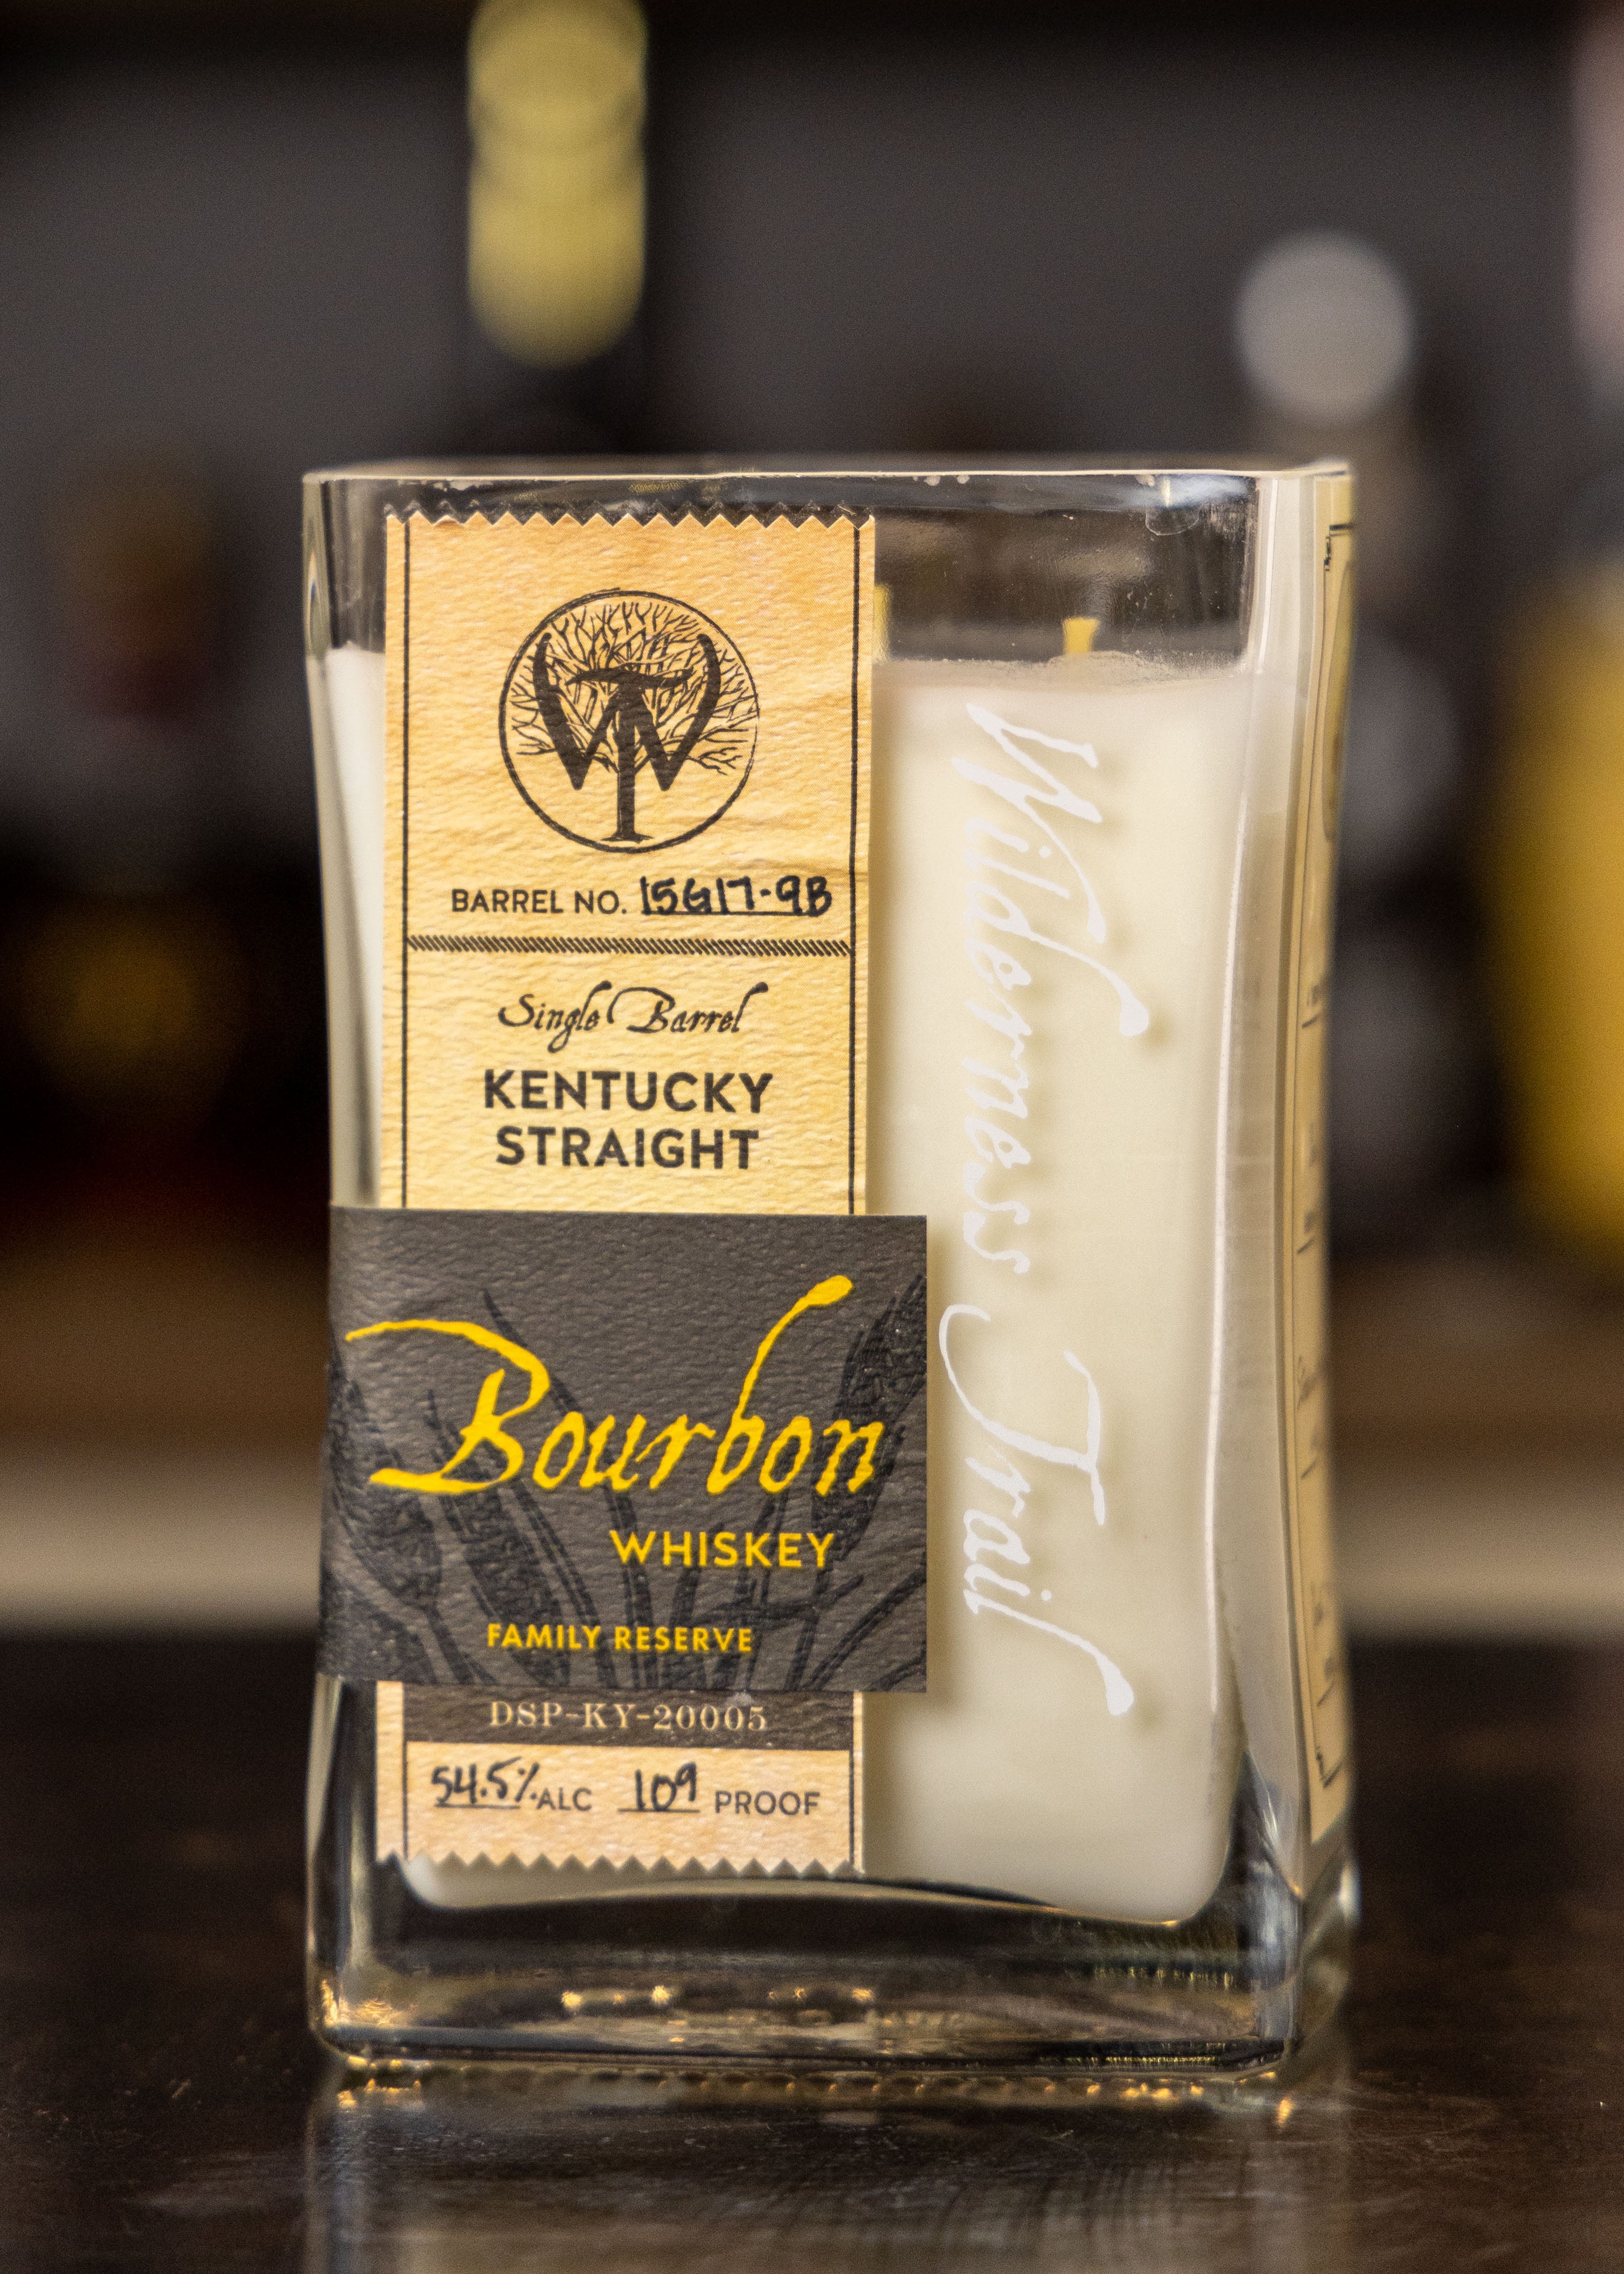 WT
BARREL NO. 15G17-9B
Single Barrel
KENTUCKY
STRAIGHT
Bourbon
WHISKEY
FAMILY RESERVE
DSP-KY-20005
54.5% ALC 109 PROOF
Wilderness Trail